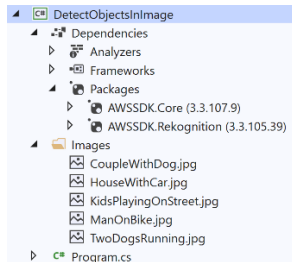 C# DetectObjectsInImage
Dependencies
Analyzers
Frameworks
Packages
AWSSDK.Core (3.3.107.9)
AWSSDK.Rekognition (3.3.105.39)
Images
CoupleWithDog.jpg
HouseWithCar.jpg
KidsPlayingOnStreet.jpg
ManOnBike.jpg
TwoDogsRunning.jpg
C# Program.cs